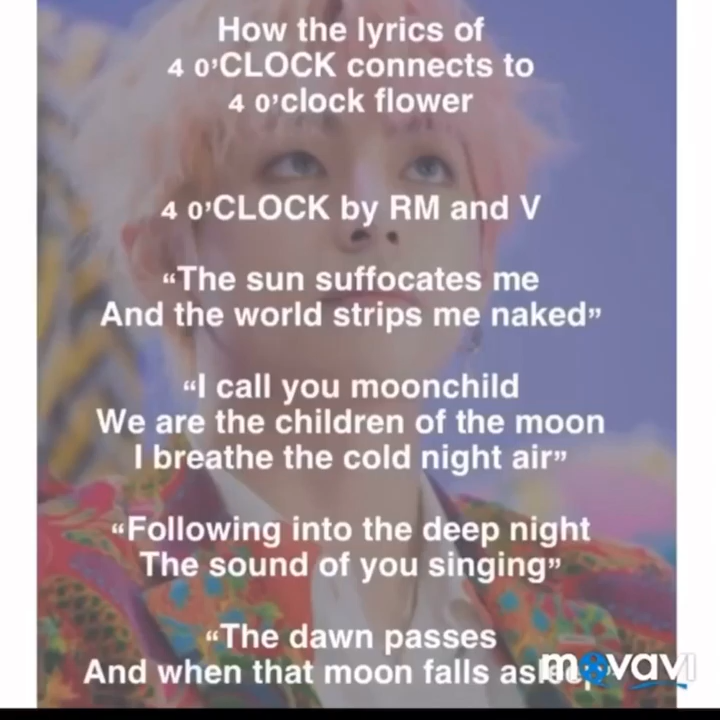 How the lyrics of
4 O'CLOCK connects to
4 o'clock flower
4 O'CLOCK by RM and V
“The sun suffocates me
And the world strips me naked”
“I call you moonchild
We are the children of the moon
I breathe the cold night air”
“Following into the deep night
The sound of you singing”
“The dawn passes
And when that moon falls asleep”
movavi